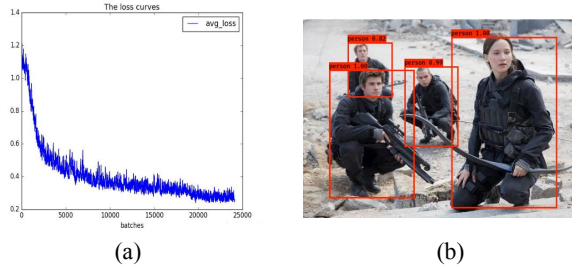 The loss curves
avg_loss
1.4
1.2
1.0
0.8
0.6
0.4
0.2
0
5000
10000
15000
20000
25000
batches
(a)
person 0.82
person 1.00
person 0.99
person 1.00
(b)